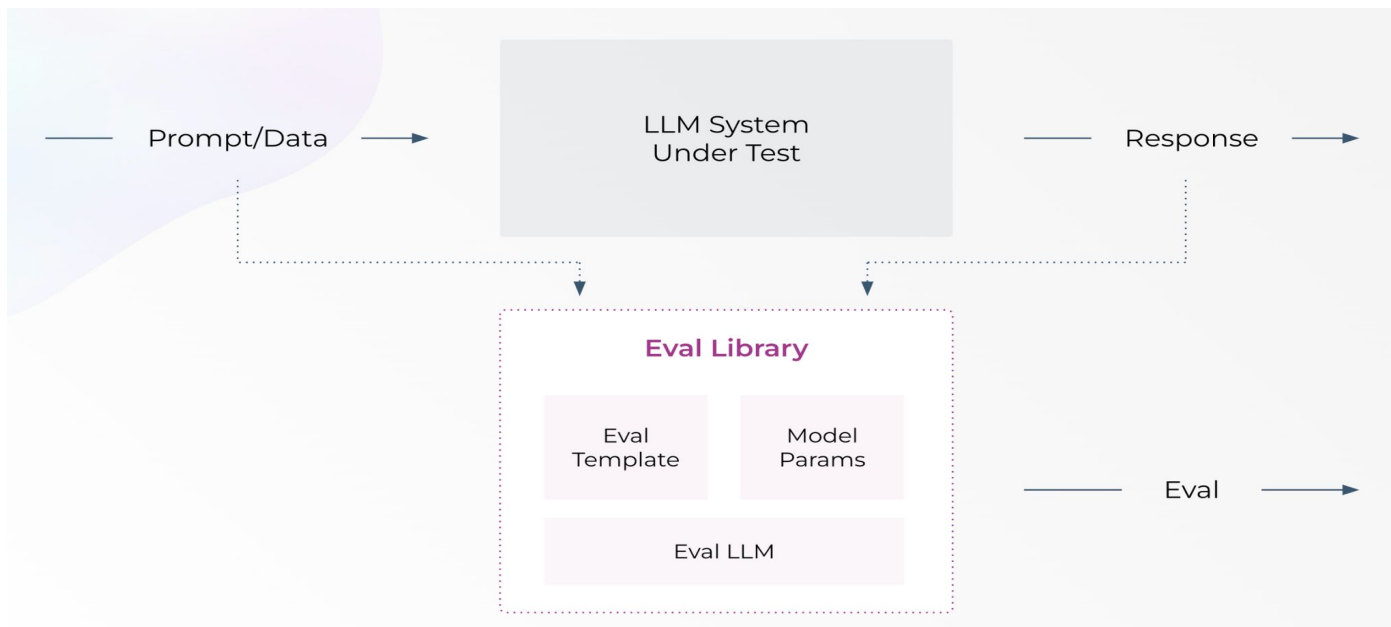 Prompt/Data
LLM System
Under Test
Response
Eval Library
Eval
Template
Model
Params
Eval LLM
Eval